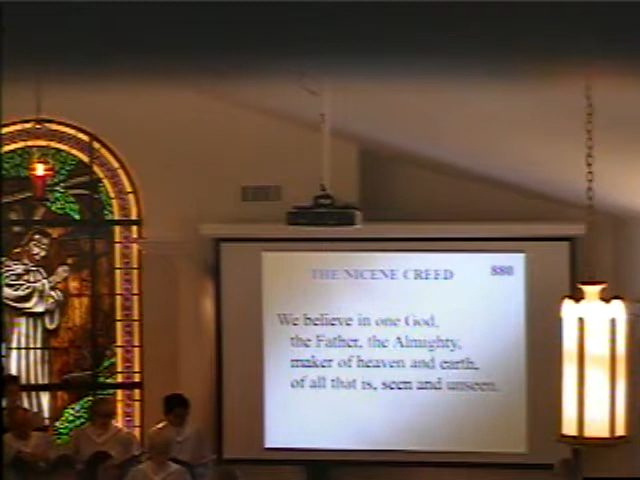 THE NICENE CREED 880
We believe in one God,
the Father, the Almighty,
maker of heaven and earth,
of all that is, seen and unseen.